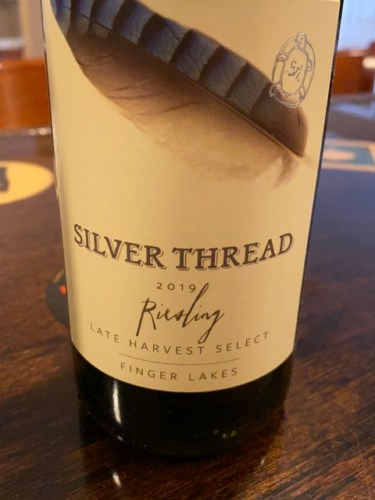 SILVER THREAD
2019
Riesling
LATE HARVEST SELECT
FINGER LAKES